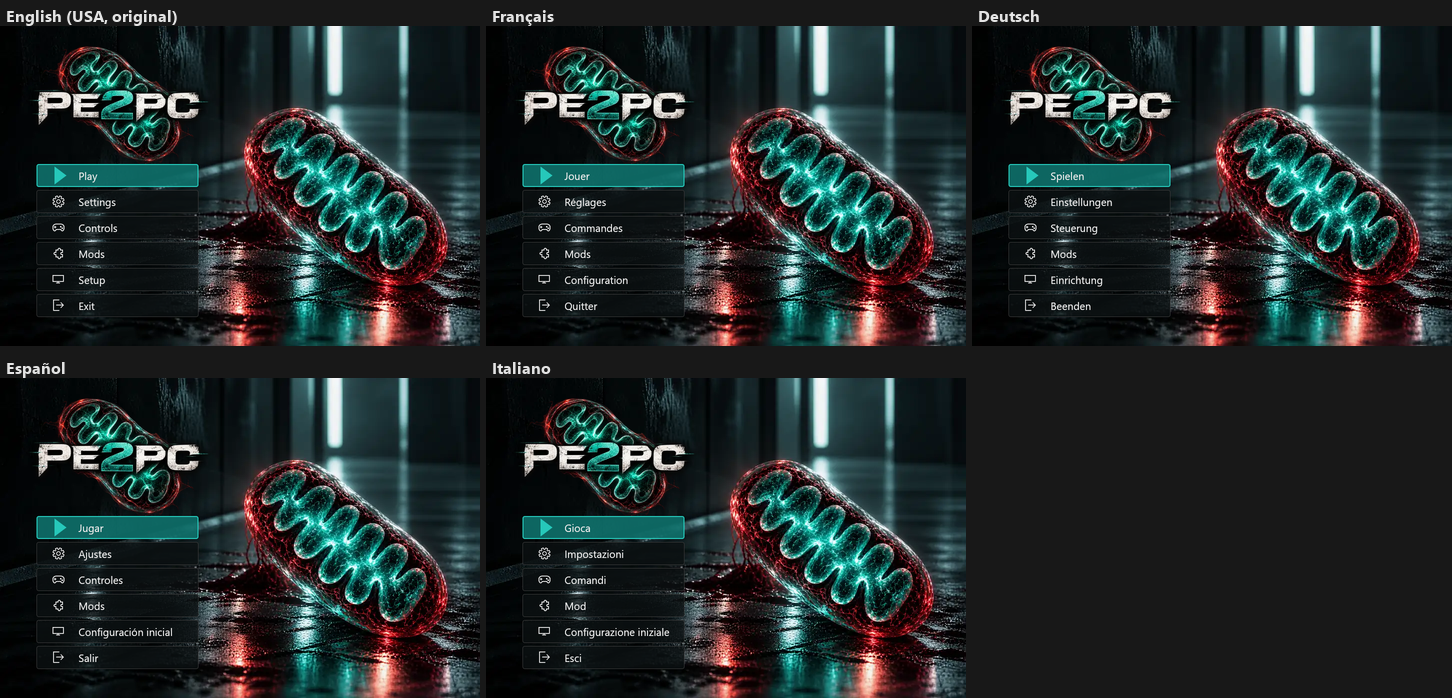 English (USA, original)
PE2PC
Play
Settings
Controls
Mods
Setup
Exit
Français
PE2PC
Jouer
Réglages
Commandes
Mods
Configuration
Quitter
Deutsch
PE2PC
Spielen
Einstellungen
Steuerung
Mods
Einrichtung
Beenden
Español
PE2PC
Jugar
Ajustes
Controles
Mods
Configuración inicial
Salir
Italiano
PE2PC
Gioca
Impostazioni
Comandi
Mod
Configurazione iniziale
Esci